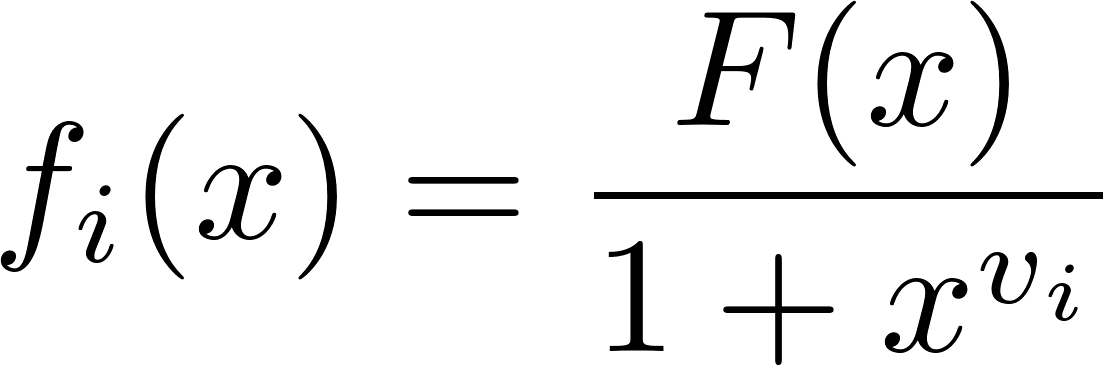 f_i(x) = \frac{F(x)}{1 + x^{v_i}}